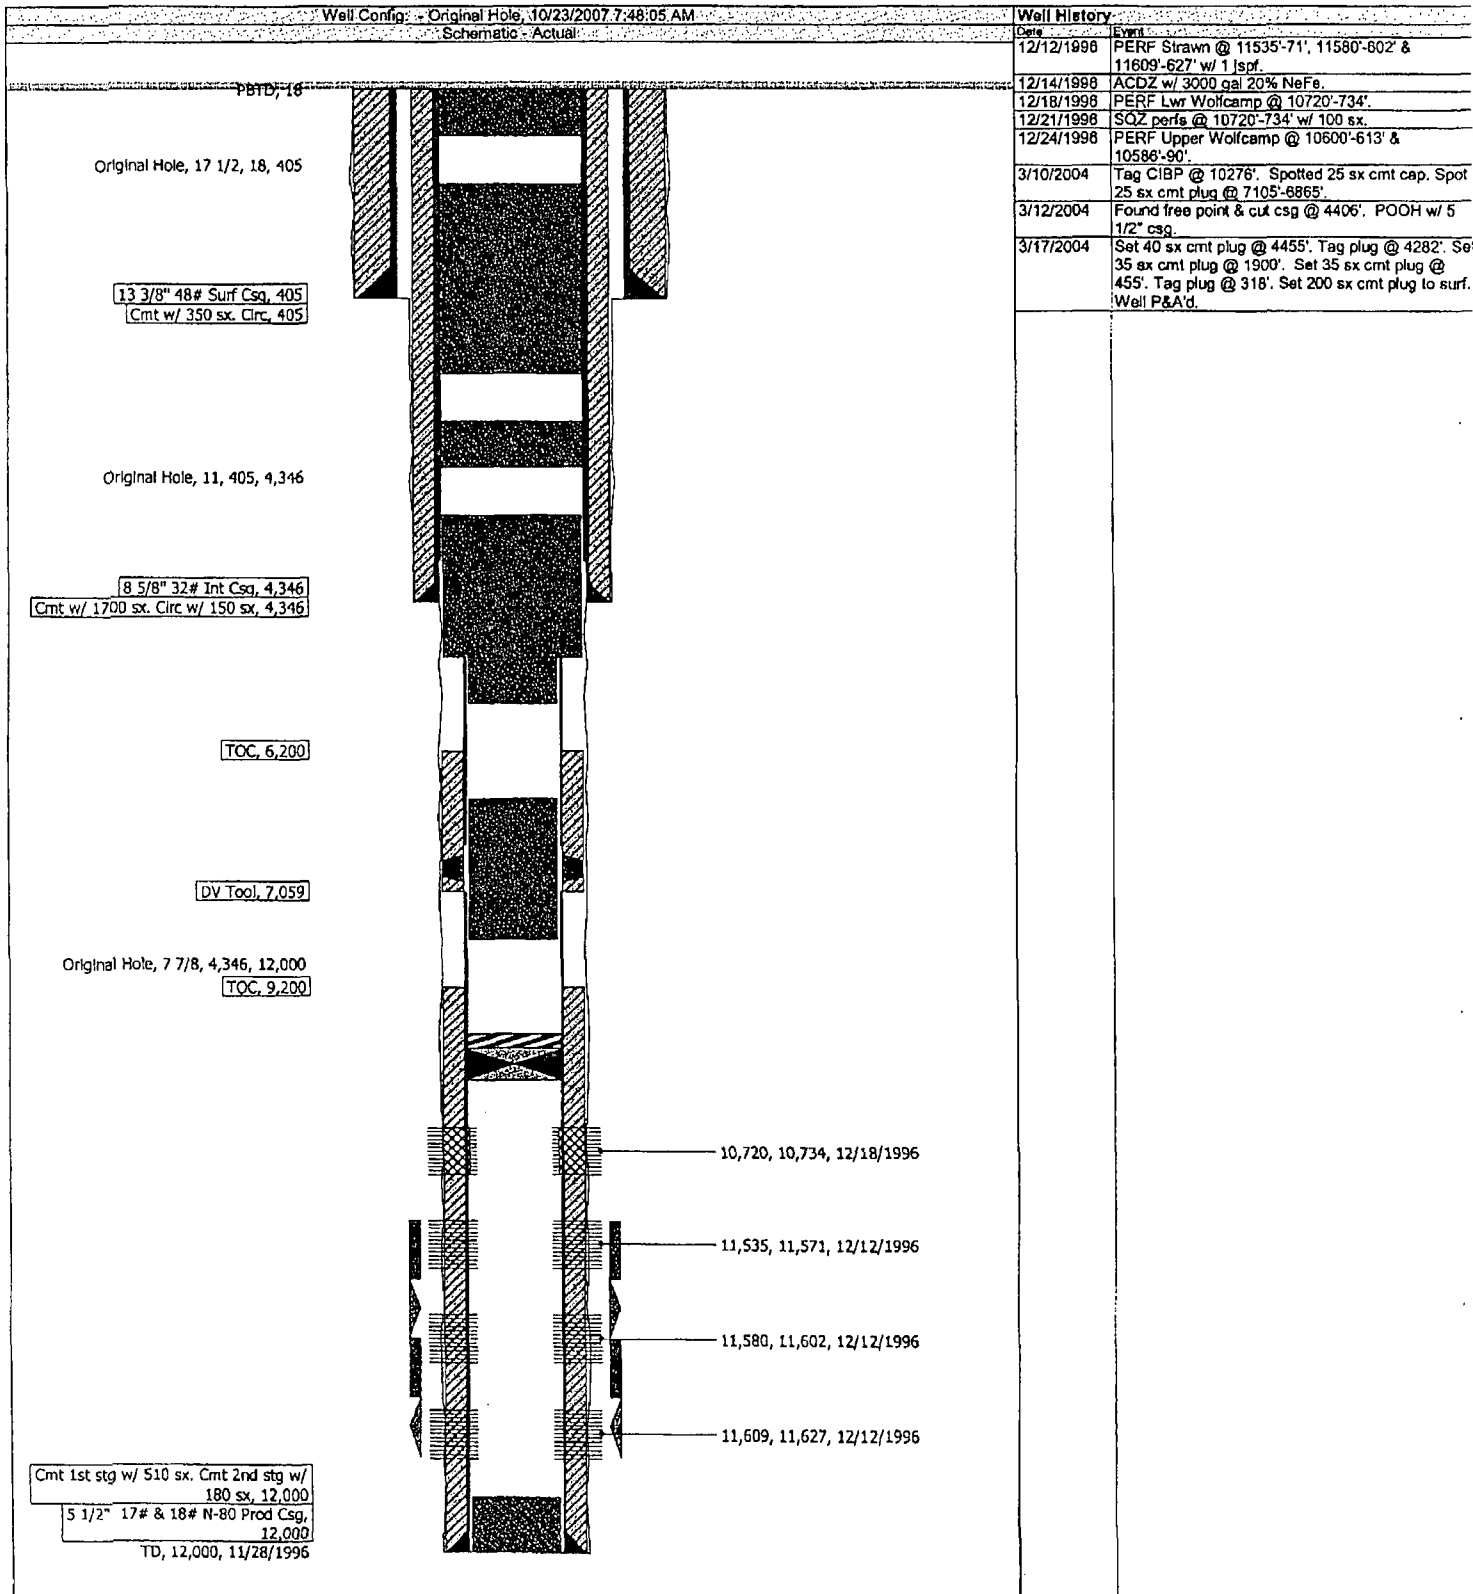 Well Config: - Original Hole, 10/23/2007 7:48:05 AM
Schematic - Actual
PBTD, 18
Original Hole, 17 1/2, 18, 405
13 3/8" 48# Surf Csg, 405
Cmt w/ 350 sx. Circ, 405
Original Hole, 11, 405, 4,346
8 5/8" 32# Int Csg, 4,346
Cmt w/ 1700 sx. Circ w/ 150 sx, 4,346
TOC, 6,200
DV Tool, 7,059
Original Hole, 7 7/8, 4,346, 12,000
TOC, 9,200
10,720, 10,734, 12/18/1996
11,535, 11,571, 12/12/1996
11,580, 11,602, 12/12/1996
11,609, 11,627, 12/12/1996
Cmt 1st stg w/ 510 sx. Cmt 2nd stg w/
180 sx, 12,000
5 1/2" 17# & 18# N-80 Prod Csg,
12,000
TD, 12,000, 11/28/1996
Well History
Date Event
12/12/1996 PERF Strawn @ 11535'-71', 11580'-602' &
11609'-627' w/ 1 jspf.
12/14/1996 ACDZ w/ 3000 gal 20% NeFe.
12/18/1996 PERF Lwr Wolfcamp @ 10720'-734'.
12/21/1996 SQZ perfs @ 10720'-734' w/ 100 sx.
12/24/1996 PERF Upper Wolfcamp @ 10600'-613' &
10586'-90'.
3/10/2004 Tag CIBP @ 10276'. Spotted 25 sx cmt cap. Spot
25 sx cmt plug @ 7105'-6865'.
3/12/2004 Found free point & cut csg @ 4406'. POOH w/ 5
1/2" csg.
3/17/2004 Set 40 sx cmt plug @ 4455'. Tag plug @ 4282'. Set
35 sx cmt plug @ 1900'. Set 35 sx cmt plug @
455'. Tag plug @ 318'. Set 200 sx cmt plug to surf.
Well P&A'd.